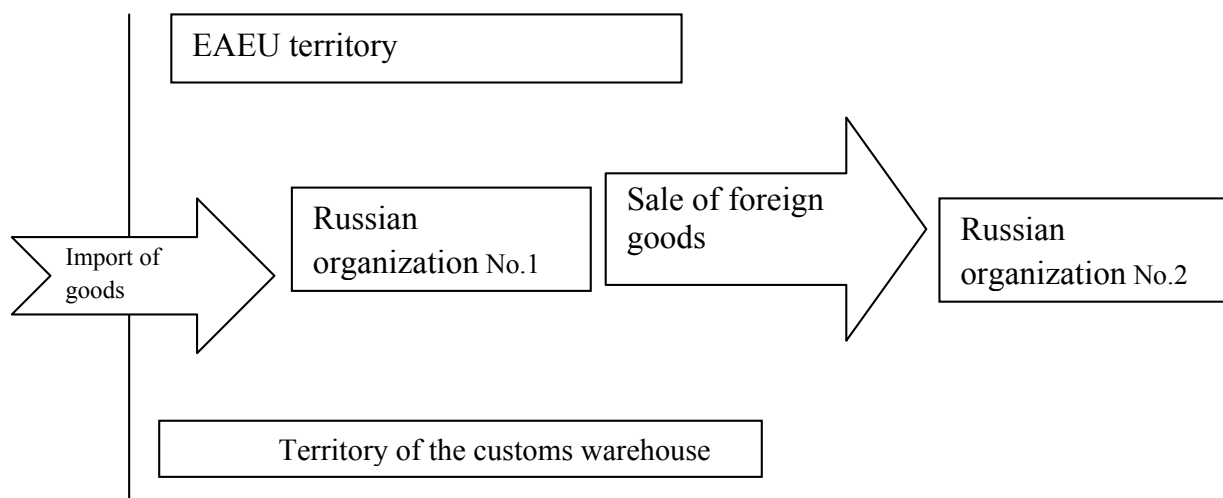 EAEU territory
Import of
goods
Russian
organization No.1
Sale of foreign
goods
Russian
organization No.2
Territory of the customs warehouse